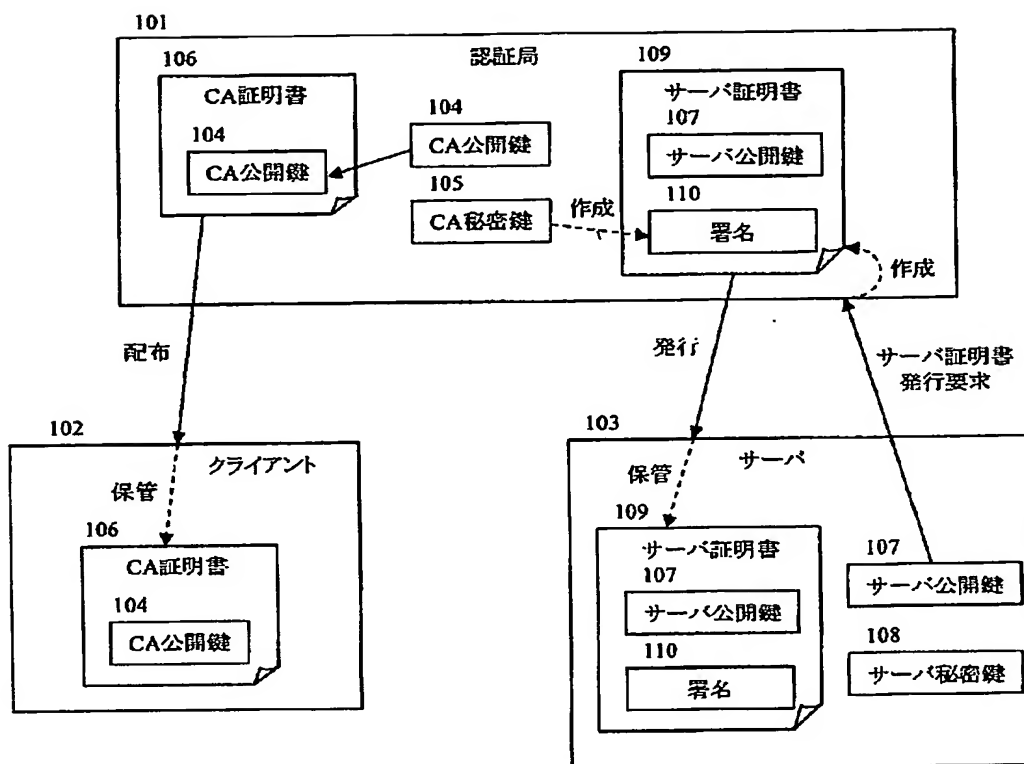 101
認証局
106
CA証明書
104
CA公開鍵
104
CA公開鍵
105
CA秘密鍵
作成
109
サーバ証明書
107
サーバ公開鍵
110
署名
作成
配布
発行
サーバ証明書
発行要求
102
クライアント
保管
106
CA証明書
104
CA公開鍵
103
サーバ
保管
109
サーバ証明書
107
サーバ公開鍵
110
署名
107
サーバ公開鍵
108
サーバ秘密鍵